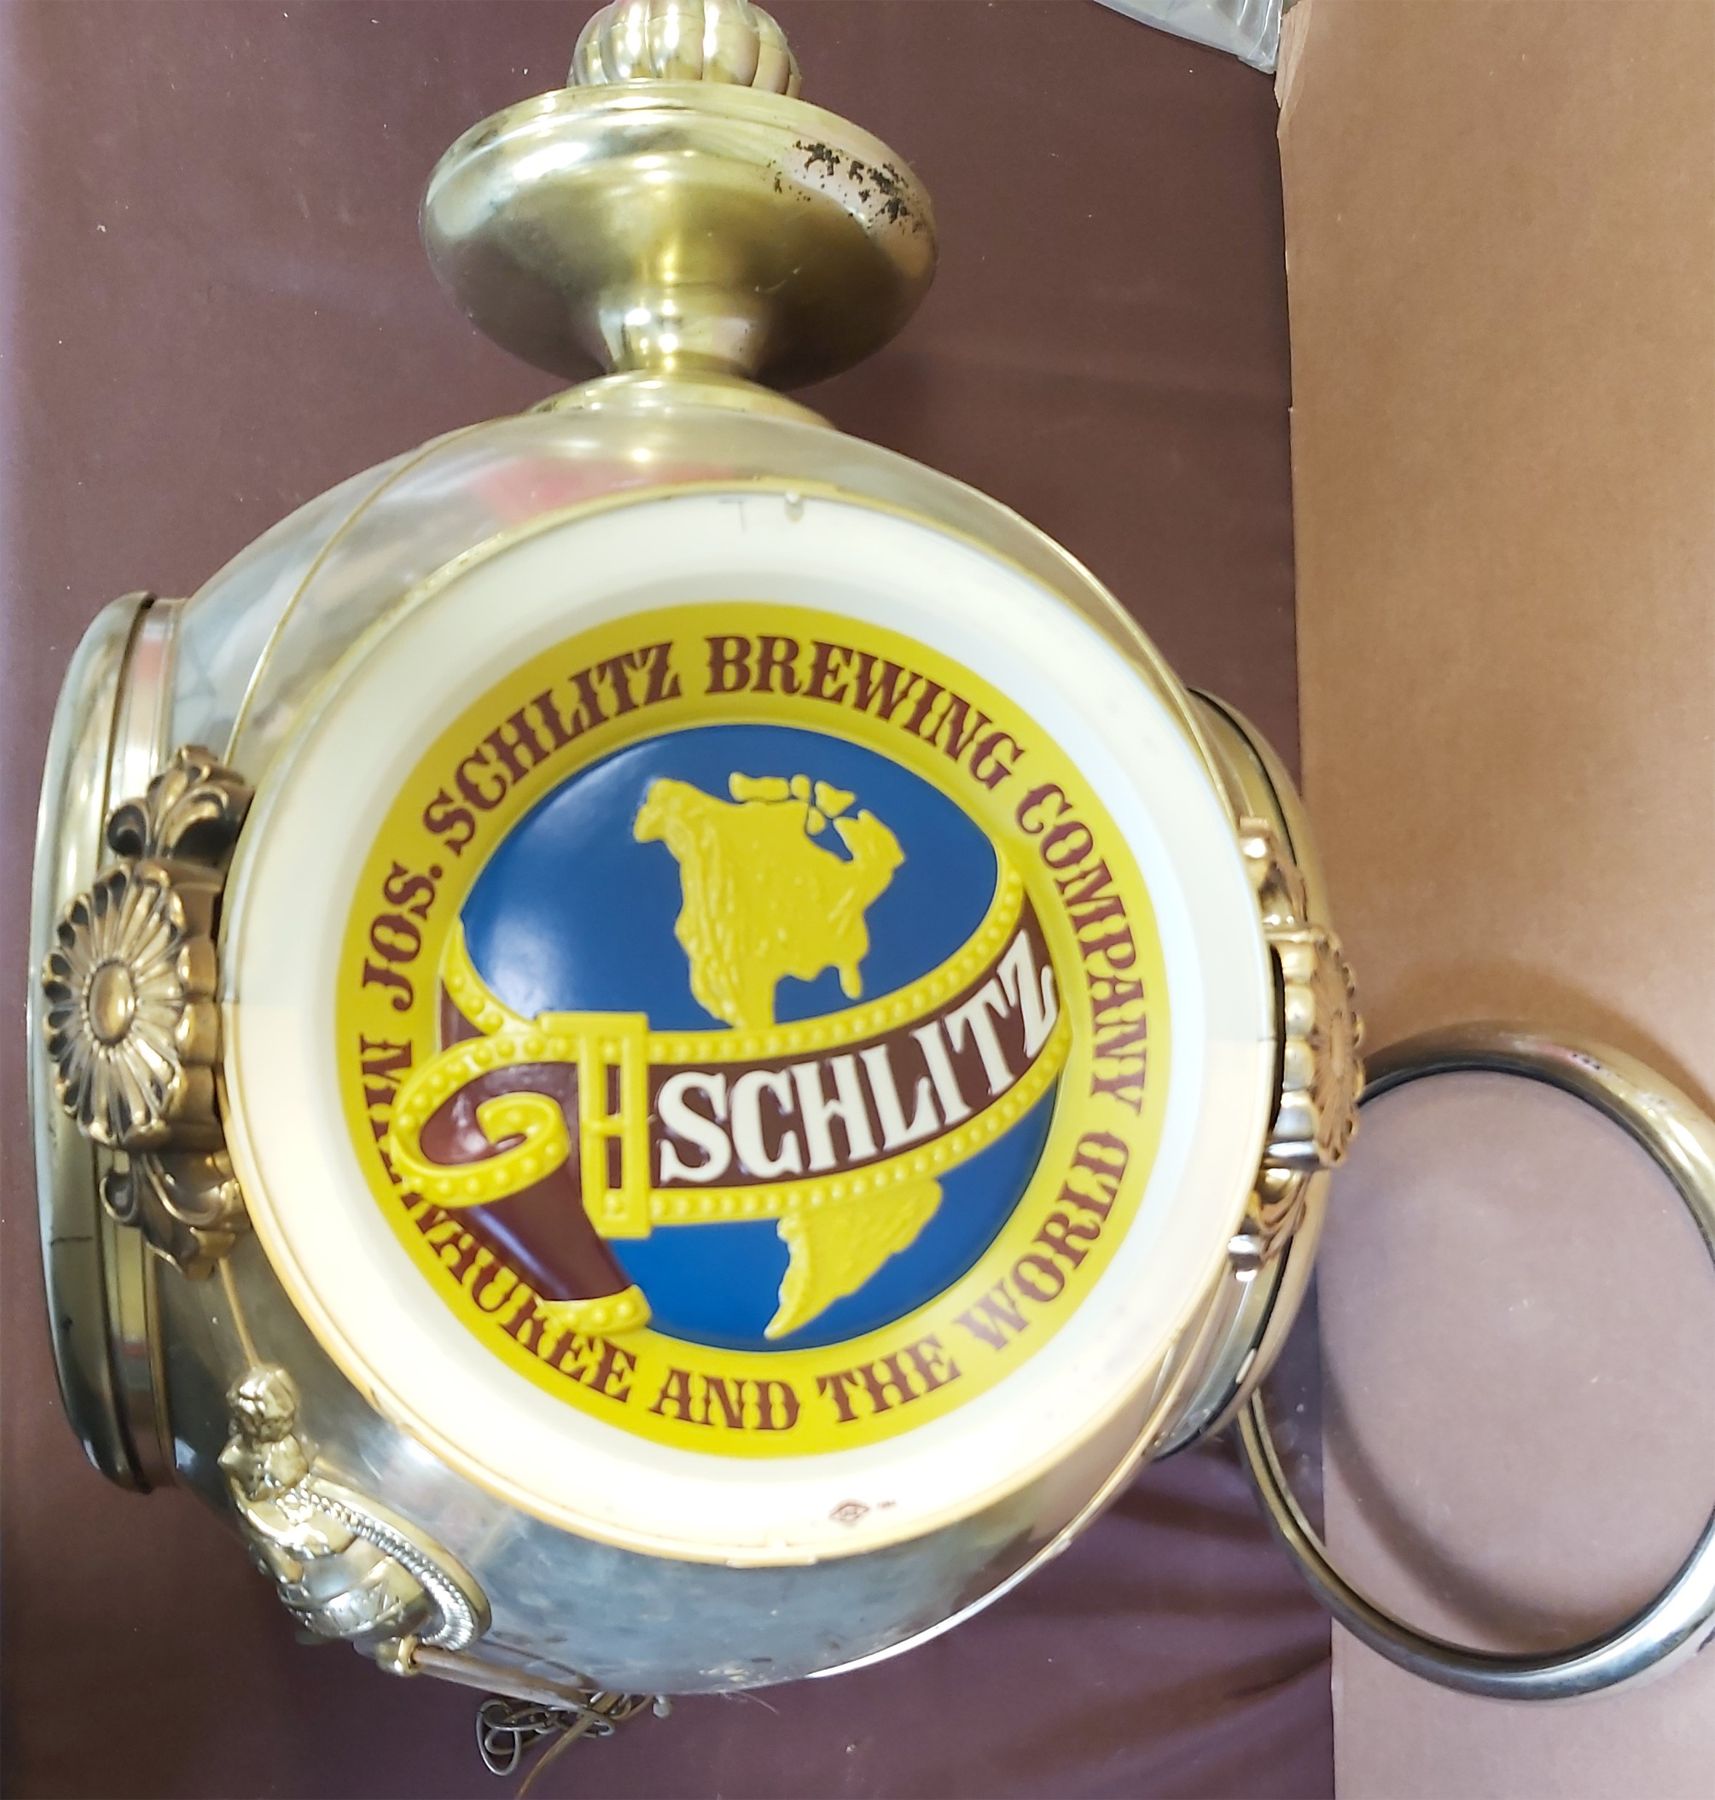 JOS. SCHLITZ BREWING COMPANY
SCHLITZ
MILWAUKEE AND THE WORLD